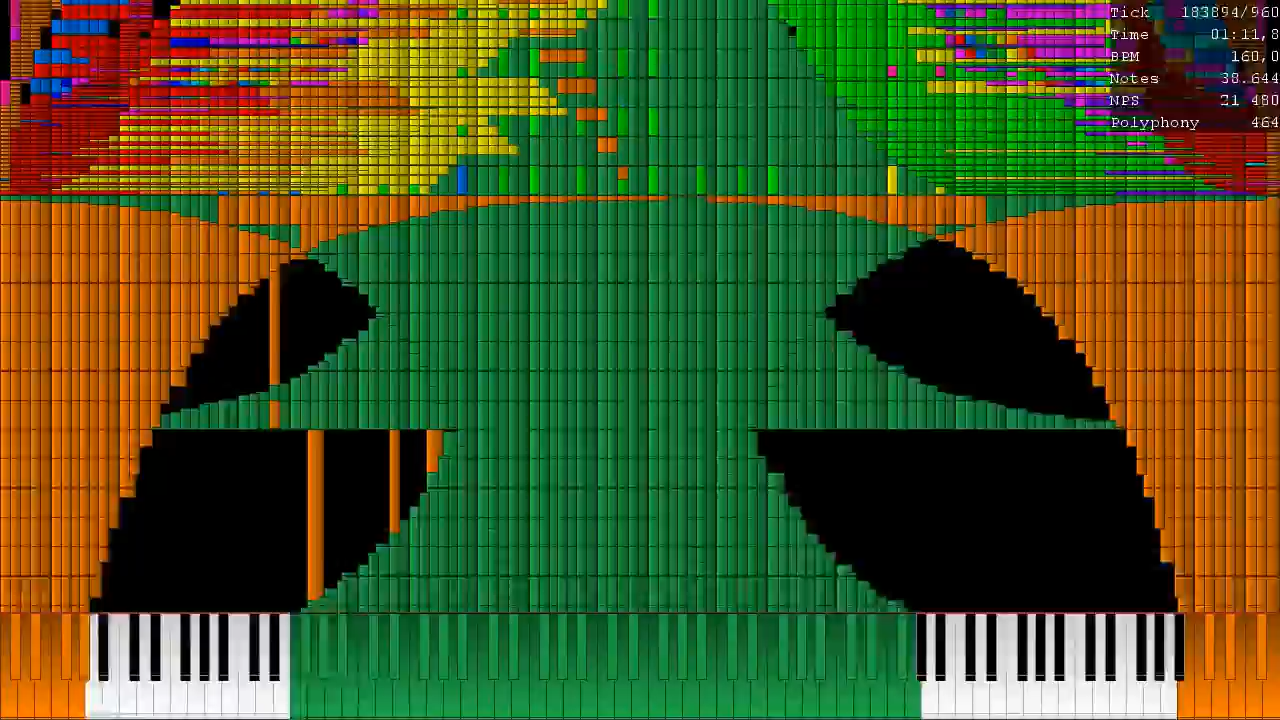 Tick 183894/960
Time 01:11,8
BPM 160,0
Notes 38.644
NPS 21 480
Polyphony 464